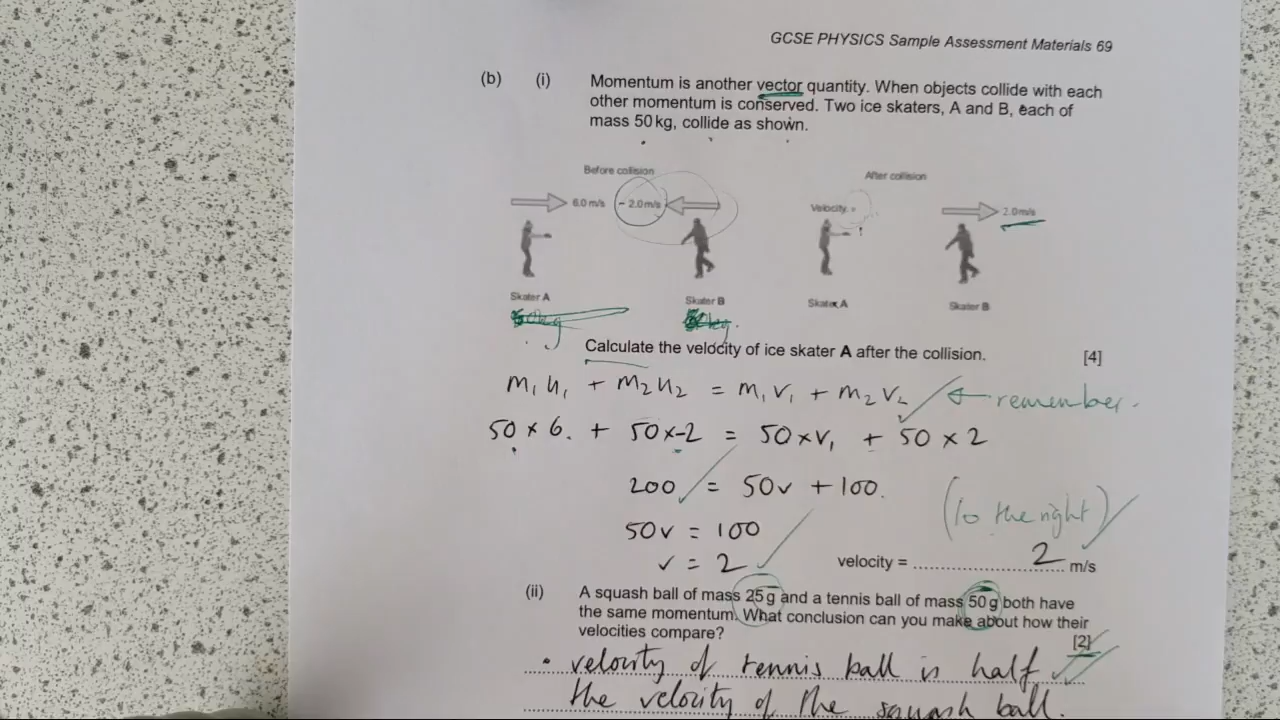 GCSE PHYSICS Sample Assessment Materials 69
(b) (i) Momentum is another vector quantity. When objects collide with each
other momentum is conserved. Two ice skaters, A and B, each of
mass 50 kg, collide as shown.
Before collision
After collision
6.0 m/s
- 2.0 m/s
Velocity =
2.0 m/s
Skater A
Skater B
Skater A
Skater B
Calculate the velocity of ice skater A after the collision. [4]
m₁u₁ + m₂u₂ = m₁v₁ + m₂v₂ ✓ ← remember.
50 × 6. + 50 × -2 = 50 × v₁ + 50 × 2
200 ✓ = 50v + 100.
(to the right) ✓
50v = 100
v = 2 ✓
velocity = 2 m/s
(ii) A squash ball of mass 25 g and a tennis ball of mass 50 g both have
the same momentum. What conclusion can you make about how their
velocities compare?
[2]
• velocity of tennis ball is half
the velocity of the squash ball.